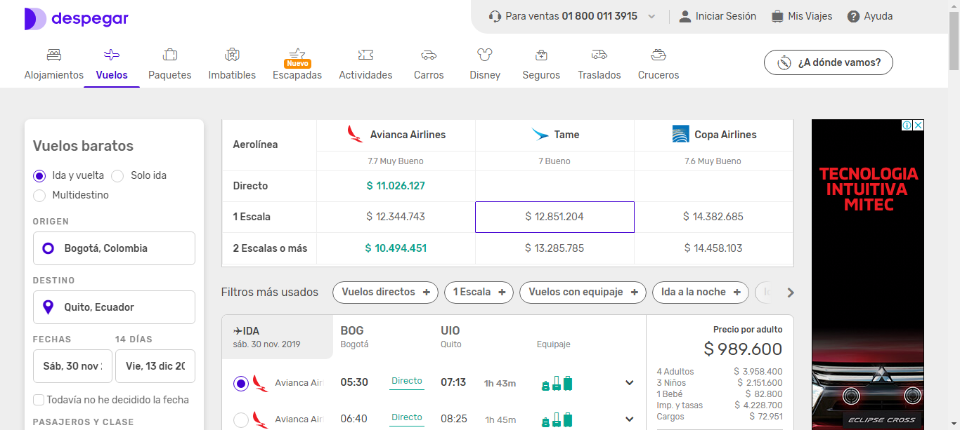 despegar
Para ventas 01 800 011 3915
Iniciar Sesión
Mis Viajes
Ayuda
Alojamientos
Vuelos
Paquetes
Imbatibles
Nuevo
Escapadas
Actividades
Carros
Disney
Seguros
Traslados
Cruceros
¿A dónde vamos?
Vuelos baratos
Ida y vuelta
Solo ida
Multidestino
ORIGEN
Bogotá, Colombia
DESTINO
Quito, Ecuador
FECHAS
14 DÍAS
Sáb, 30 nov
Vie, 13 dic 20
Todavía no he decidido la fecha
PASAJEROS Y CLASE
Aerolínea
Avianca Airlines
Tame
Copa Airlines
7.7 Muy Bueno
7 Bueno
7.6 Muy Bueno
Directo
$ 11.026.127
1 Escala
$ 12.344.743
$ 12.851.204
$ 14.382.685
2 Escalas o más
$ 10.494.451
$ 13.285.785
$ 14.458.103
Filtros más usados
Vuelos directos +
1 Escala +
Vuelos con equipaje +
Ida a la noche +
IDA
BOG
UIO
sáb. 30 nov. 2019
Bogotá
Quito
Equipaje
Avianca Air
05:30
Directo
07:13
1h 43m
Avianca Air
06:40
Directo
08:25
1h 45m
Precio por adulto
$ 989.600
4 Adultos $ 3.958.400
3 Niños $ 2.151.600
1 Bebé $ 82.800
Imp. y tasas $ 4.228.700
Cargos $ 72.951
TECNOLOGIA
INTUITIVA
MITEC
ECLIPSE CROSS